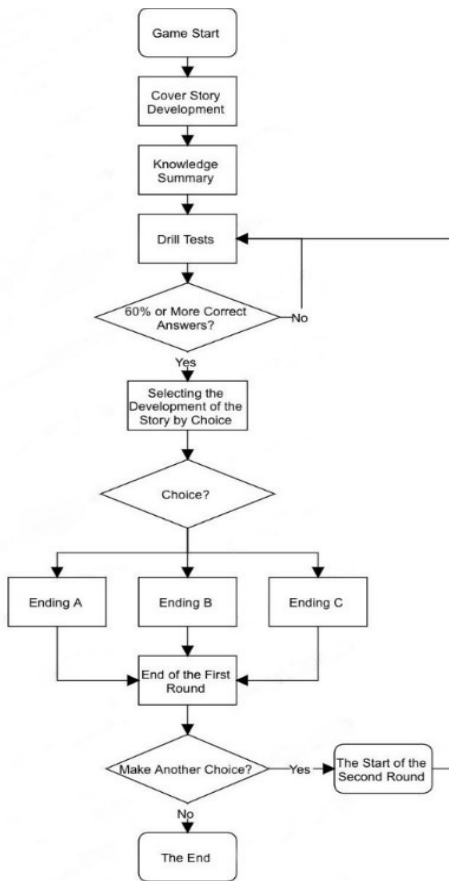 Game Start
Cover Story
Development
Knowledge
Summary
Drill Tests
60% or More Correct
Answers?
No
Yes
Selecting the
Development of the
Story by Choice
Choice?
Ending A
Ending B
Ending C
End of the First
Round
Make Another Choice?
Yes
The Start of the
Second Round
No
The End